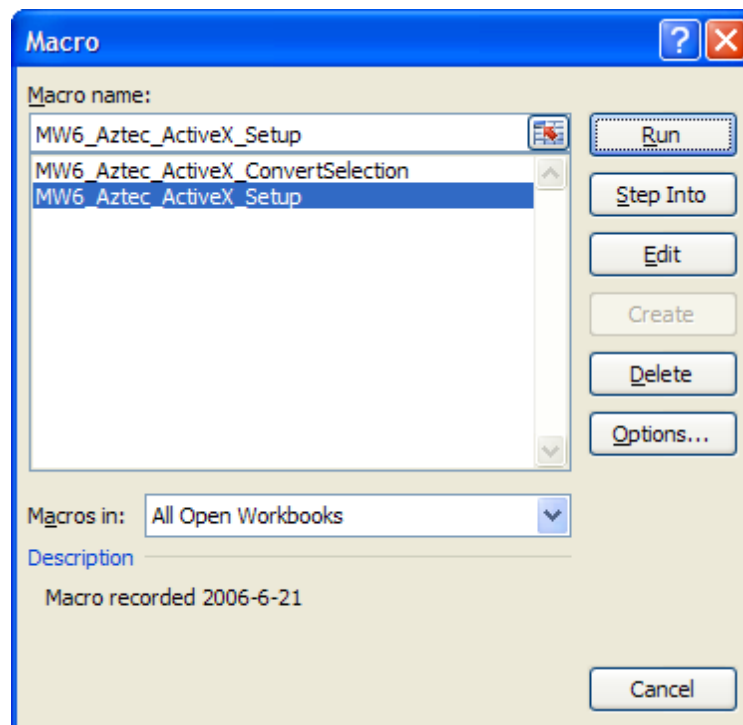 Macro
Macro name:
MW6_Aztec_ActiveX_Setup
Run
MW6_Aztec_ActiveX_ConvertSelection
MW6_Aztec_ActiveX_Setup
Step Into
Edit
Create
Delete
Options...
Macros in: All Open Workbooks
Description
Macro recorded 2006-6-21
Cancel